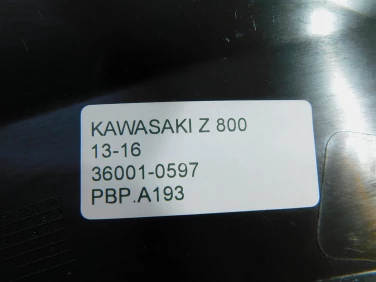 KAWASAKI Z 800
13-16
36001-0597
PBP.A193